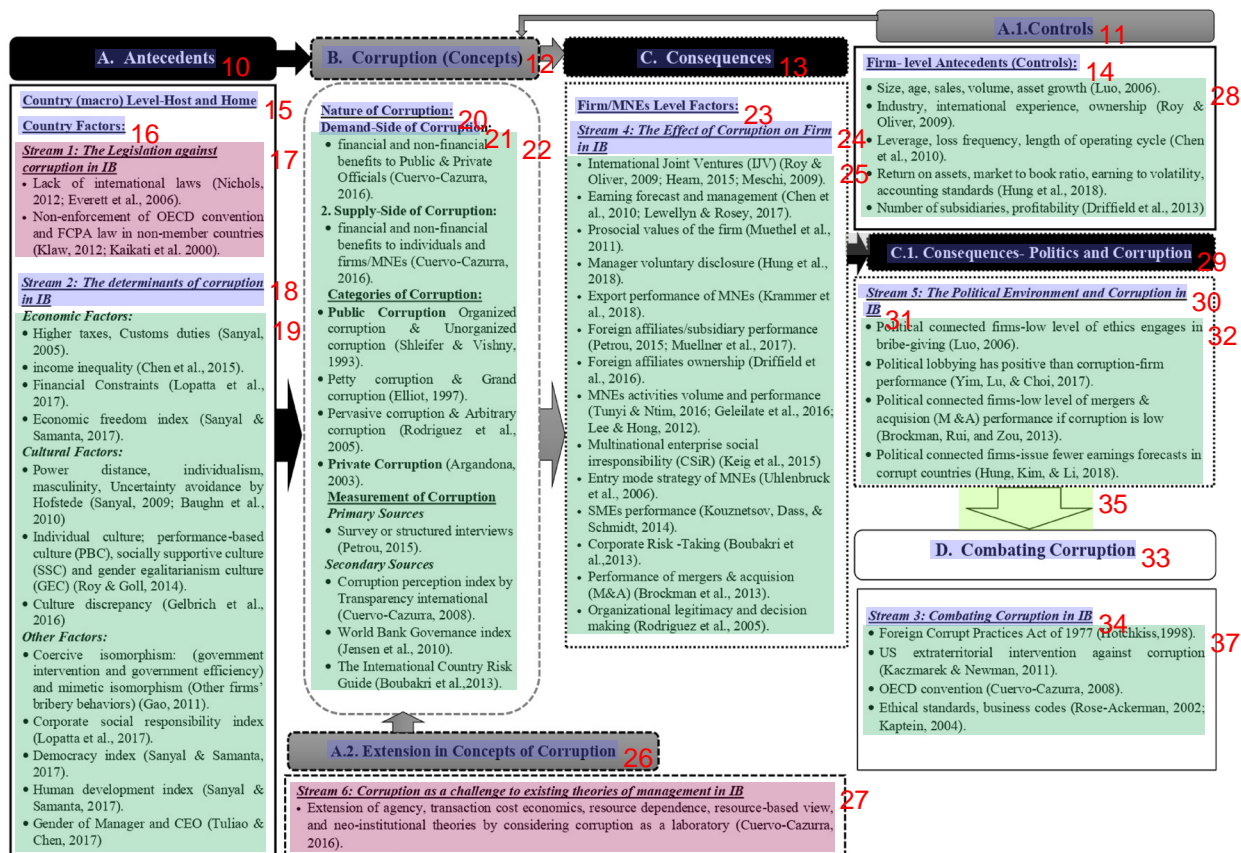 A.1.Controls 11
A. Antecedents 10
B. Corruption (Concepts) 12
C. Consequences 13
Country (macro) Level-Host and Home 15
Country Factors: 16
Stream 1: The Legislation against 17
corruption in IB
• Lack of international laws (Nichols,
2012; Everett et al., 2006).
• Non-enforcement of OECD convention
and FCPA law in non-member countries
(Klaw, 2012; Kaikati et al. 2000).
Stream 2: The determinants of corruption 18
in IB
Economic Factors: 19
• Higher taxes, Customs duties (Sanyal,
2005).
• income inequality (Chen et al., 2015).
• Financial Constraints (Lopatta et al.,
2017).
• Economic freedom index (Sanyal &
Samanta, 2017).
Cultural Factors:
• Power distance, individualism,
masculinity, Uncertainty avoidance by
Hofstede (Sanyal, 2009; Baughn et al.,
2010)
• Individual culture; performance-based
culture (PBC), socially supportive culture
(SSC) and gender egalitarianism culture
(GEC) (Roy & Goll, 2014).
• Culture discrepancy (Gelbrich et al.,
2016)
Other Factors:
• Coercive isomorphism: (government
intervention and government efficiency)
and mimetic isomorphism (Other firms'
bribery behaviors) (Gao, 2011).
• Corporate social responsibility index
(Lopatta et al., 2017).
• Democracy index (Sanyal & Samanta,
2017).
• Human development index (Sanyal &
Samanta, 2017).
• Gender of Manager and CEO (Tuliao &
Chen, 2017)
Nature of Corruption: 20
Demand-Side of Corruption: 21
• financial and non-financial 22
benefits to Public & Private
Officials (Cuervo-Cazurra,
2016).
2. Supply-Side of Corruption:
• financial and non-financial
benefits to individuals and
firms/MNEs (Cuervo-Cazurra,
2016).
Categories of Corruption:
• Public Corruption Organized
corruption & Unorganized
corruption (Shleifer & Vishny,
1993).
• Petty corruption & Grand
corruption (Elliot, 1997).
• Pervasive corruption & Arbitrary
corruption (Rodriguez et al.,
2005).
• Private Corruption (Argandona,
2003).
Measurement of Corruption
Primary Sources
• Survey or structured interviews
(Petrou, 2015).
Secondary Sources
• Corruption perception index by
Transparency international
(Cuervo-Cazurra, 2008).
• World Bank Governance index
(Jensen et al., 2010).
• The International Country Risk
Guide (Boubakri et al.,2013).
Firm/MNEs Level Factors: 23
Stream 4: The Effect of Corruption on Firm 24
in IB
• International Joint Ventures (IJV) (Roy & 25
Oliver, 2009; Hearn, 2015; Meschi, 2009).
• Earning forecast and management (Chen
et al., 2010; Lewellyn & Rosey, 2017).
• Prosocial values of the firm (Muethel et al.,
2011).
• Manager voluntary disclosure (Hung et al.,
2018).
• Export performance of MNEs (Krammer et
al., 2018).
• Foreign affiliates/subsidiary performance
(Petrou, 2015; Muellner et al., 2017).
• Foreign affiliates ownership (Driffield et
al., 2016).
• MNEs activities volume and performance
(Tunyi & Ntim, 2016; Geleilate et al., 2016;
Lee & Hong, 2012).
• Multinational enterprise social
irresponsibility (CSiR) (Keig et al., 2015)
• Entry mode strategy of MNEs (Uhlenbruck
et al., 2006).
• SMEs performance (Kouznetsov, Dass, &
Schmidt, 2014).
• Corporate Risk -Taking (Boubakri et
al.,2013).
• Performance of mergers & acquision
(M&A) (Brockman et al., 2013).
• Organizational legitimacy and decision
making (Rodriguez et al., 2005).
Firm- level Antecedents (Controls): 14
• Size, age, sales, volume, asset growth (Luo, 2006). 28
• Industry, international experience, ownership (Roy &
Oliver, 2009).
• Leverage, loss frequency, length of operating cycle (Chen
et al., 2010).
• Return on assets, market to book ratio, earning to volatility,
accounting standards (Hung et al., 2018).
• Number of subsidiaries, profitability (Driffield et al., 2013)
C.1. Consequences- Politics and Corruption 29
Stream 5: The Political Environment and Corruption in 30
IB 31
• Political connected firms-low level of ethics engages in 32
bribe-giving (Luo, 2006).
• Political lobbying has positive than corruption-firm
performance (Yim, Lu, & Choi, 2017).
• Political connected firms-low level of mergers &
acquision (M &A) performance if corruption is low
(Brockman, Rui, and Zou, 2013).
• Political connected firms-issue fewer earnings forecasts in
corrupt countries (Hung, Kim, & Li, 2018).
35
D. Combating Corruption 33
Stream 3: Combating Corruption in IB 34
• Foreign Corrupt Practices Act of 1977 (Hotchkiss,1998). 37
• US extraterritorial intervention against corruption
(Kaczmarek & Newman, 2011).
• OECD convention (Cuervo-Cazurra, 2008).
• Ethical standards, business codes (Rose-Ackerman, 2002;
Kaptein, 2004).
A.2. Extension in Concepts of Corruption 26
Stream 6: Corruption as a challenge to existing theories of management in IB 27
• Extension of agency, transaction cost economics, resource dependence, resource-based view,
and neo-institutional theories by considering corruption as a laboratory (Cuervo-Cazurra,
2016).